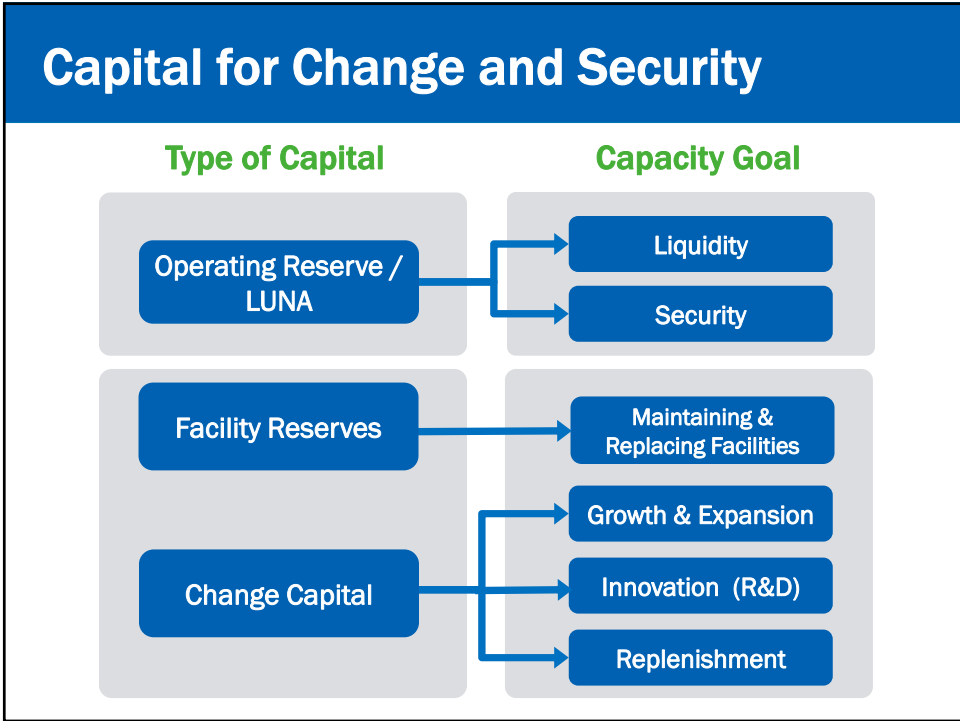 Capital for Change and Security
Type of Capital
Capacity Goal
Operating Reserve /
LUNA
Liquidity
Security
Facility Reserves
Maintaining &
Replacing Facilities
Change Capital
Growth & Expansion
Innovation (R&D)
Replenishment